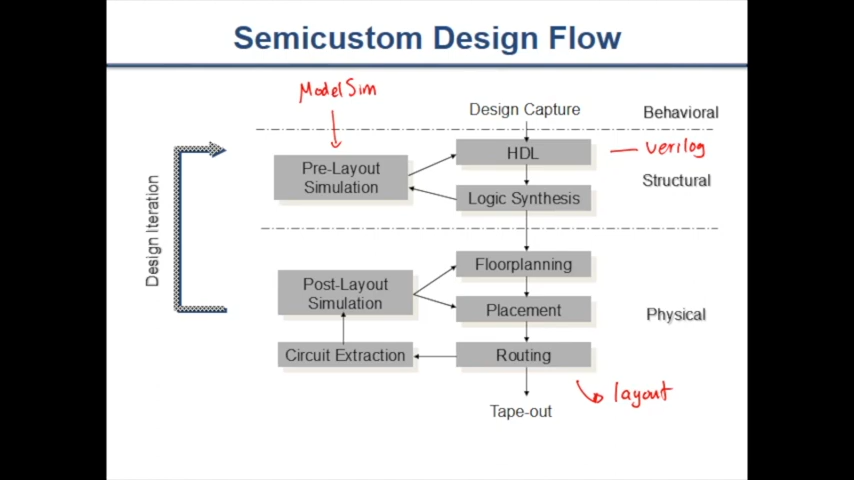 Semicustom Design Flow
ModelSim
Design Capture
Behavioral
HDL
verilog
Pre-Layout
Simulation
Structural
Logic Synthesis
Design Iteration
Floorplanning
Post-Layout
Simulation
Placement
Physical
Circuit Extraction
Routing
layout
Tape-out